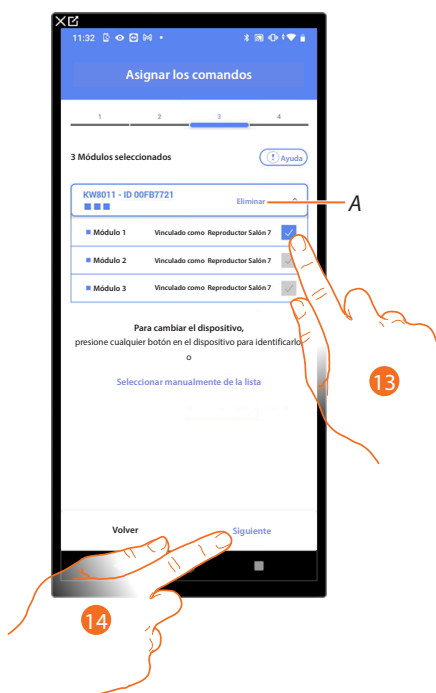 11:32
Asignar los comandos
1 2 3 4
3 Módulos seleccionados
! Ayuda
KW8011 - ID 00FB7721
Eliminar
A
Módulo 1 Vinculado como Reproductor Salón 7
Módulo 2 Vinculado como Reproductor Salón 7
Módulo 3 Vinculado como Reproductor Salón 7
Para cambiar el dispositivo,
presione cualquier botón en el dispositivo para identificarlo
o
13
Seleccionar manualmente de la lista
Volver Siguiente
14